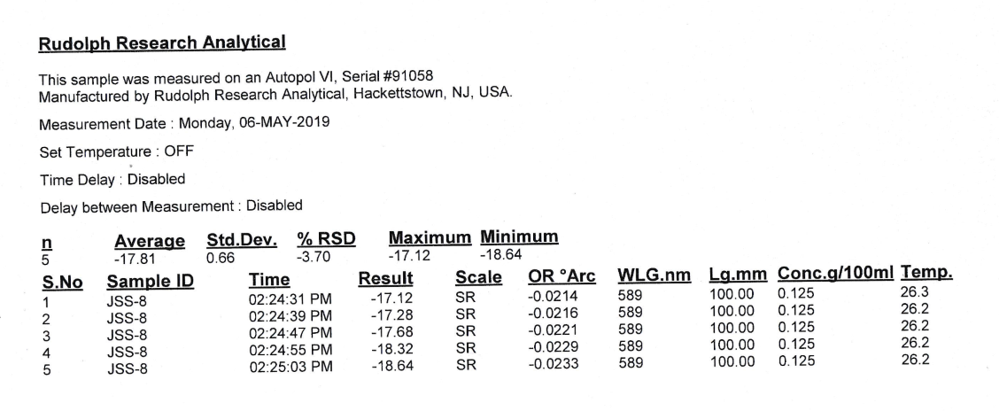 Rudolph Research Analytical
This sample was measured on an Autopol VI, Serial #91058
Manufactured by Rudolph Research Analytical, Hackettstown, NJ, USA.
Measurement Date : Monday, 06-MAY-2019
Set Temperature : OFF
Time Delay : Disabled
Delay between Measurement : Disabled
n Average Std.Dev. % RSD Maximum Minimum
5 -17.81 0.66 -3.70 -17.12 -18.64
S.No Sample ID Time Result Scale OR °Arc WLG.nm Lg.mm Conc.g/100ml Temp.
1 JSS-8 02:24:31 PM -17.12 SR -0.0214 589 100.00 0.125 26.3
2 JSS-8 02:24:39 PM -17.28 SR -0.0216 589 100.00 0.125 26.2
3 JSS-8 02:24:47 PM -17.68 SR -0.0221 589 100.00 0.125 26.2
4 JSS-8 02:24:55 PM -18.32 SR -0.0229 589 100.00 0.125 26.2
5 JSS-8 02:25:03 PM -18.64 SR -0.0233 589 100.00 0.125 26.2